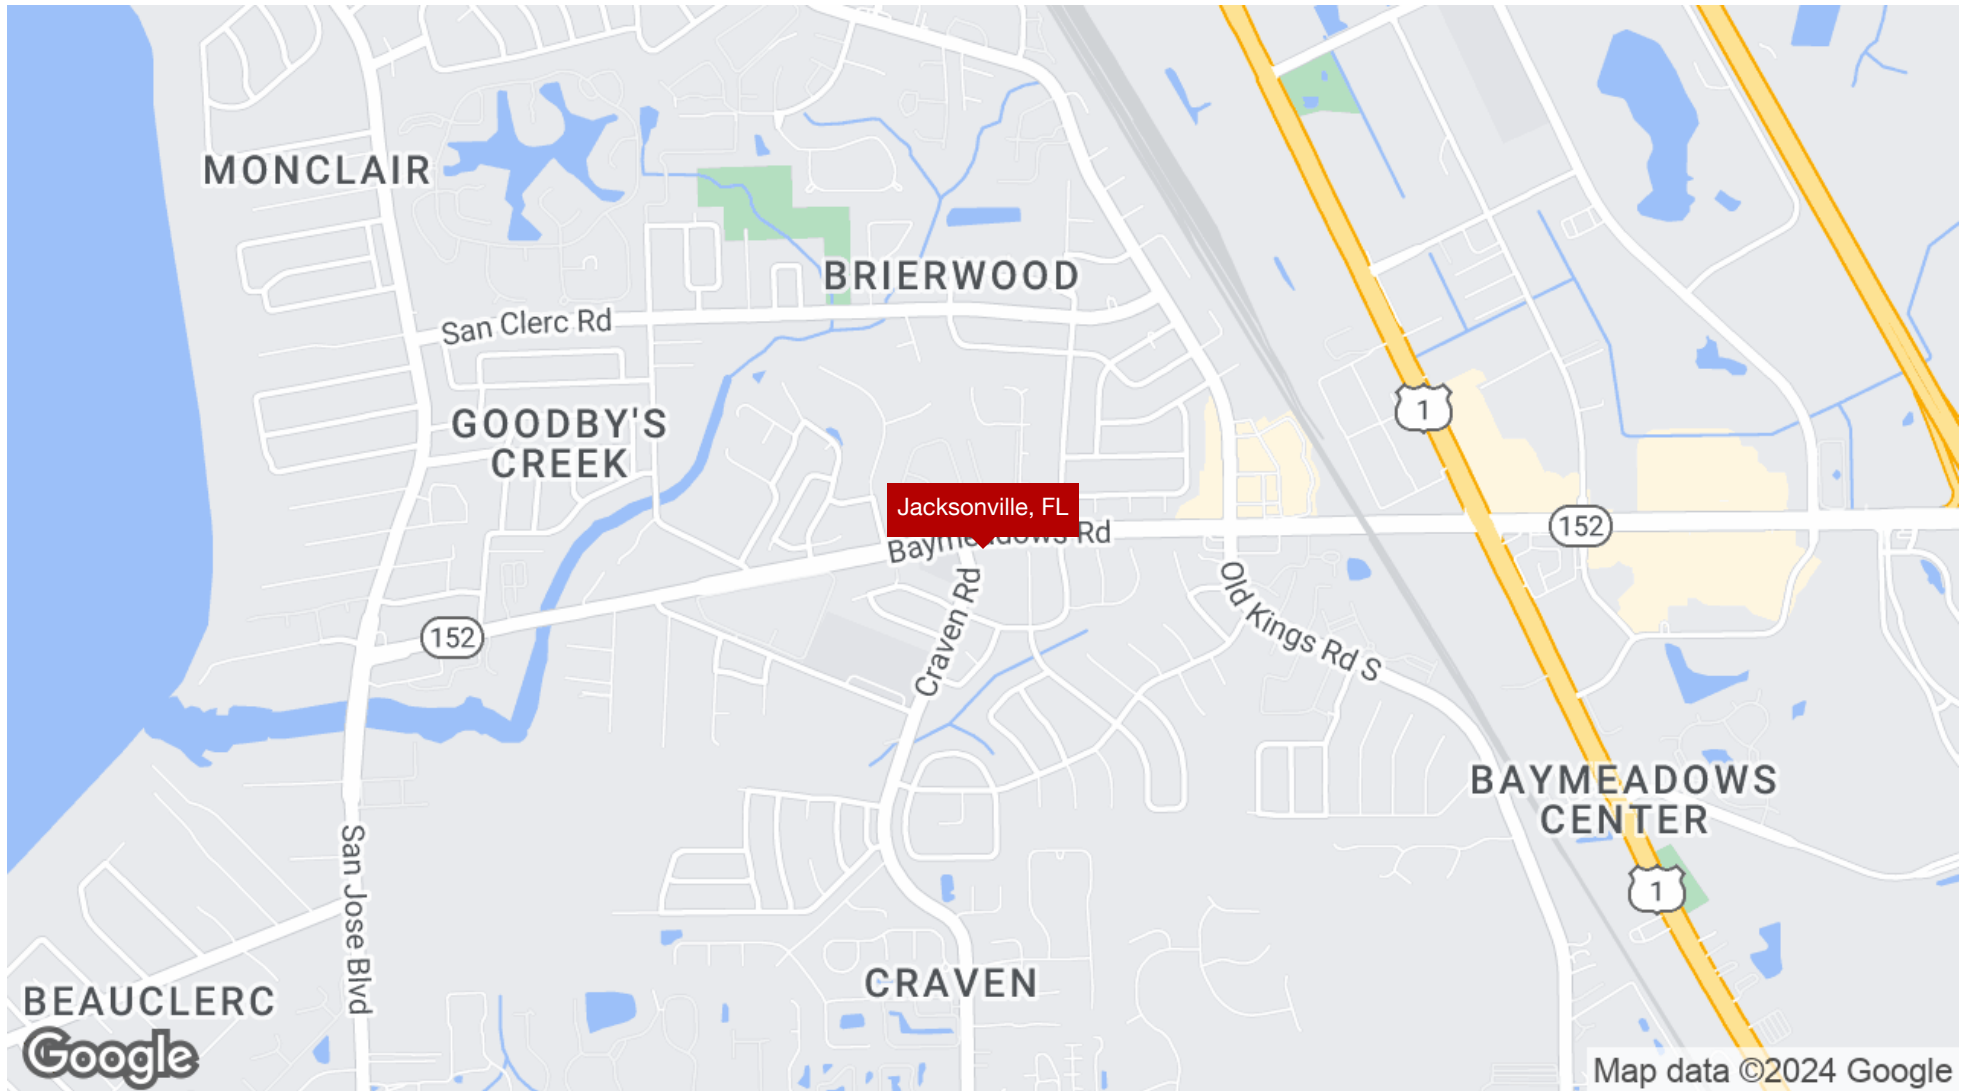 MONCLAIR
BRIERWOOD
San Clerc Rd
1
GOODBY'S
CREEK
Jacksonville, FL
152
Baymeadows Rd
Old Kings Rd S
Craven Rd
152
BAYMEADOWS
CENTER
San Jose Blvd
1
CRAVEN
BEAUCLERC
Google
Map data ©2024 Google